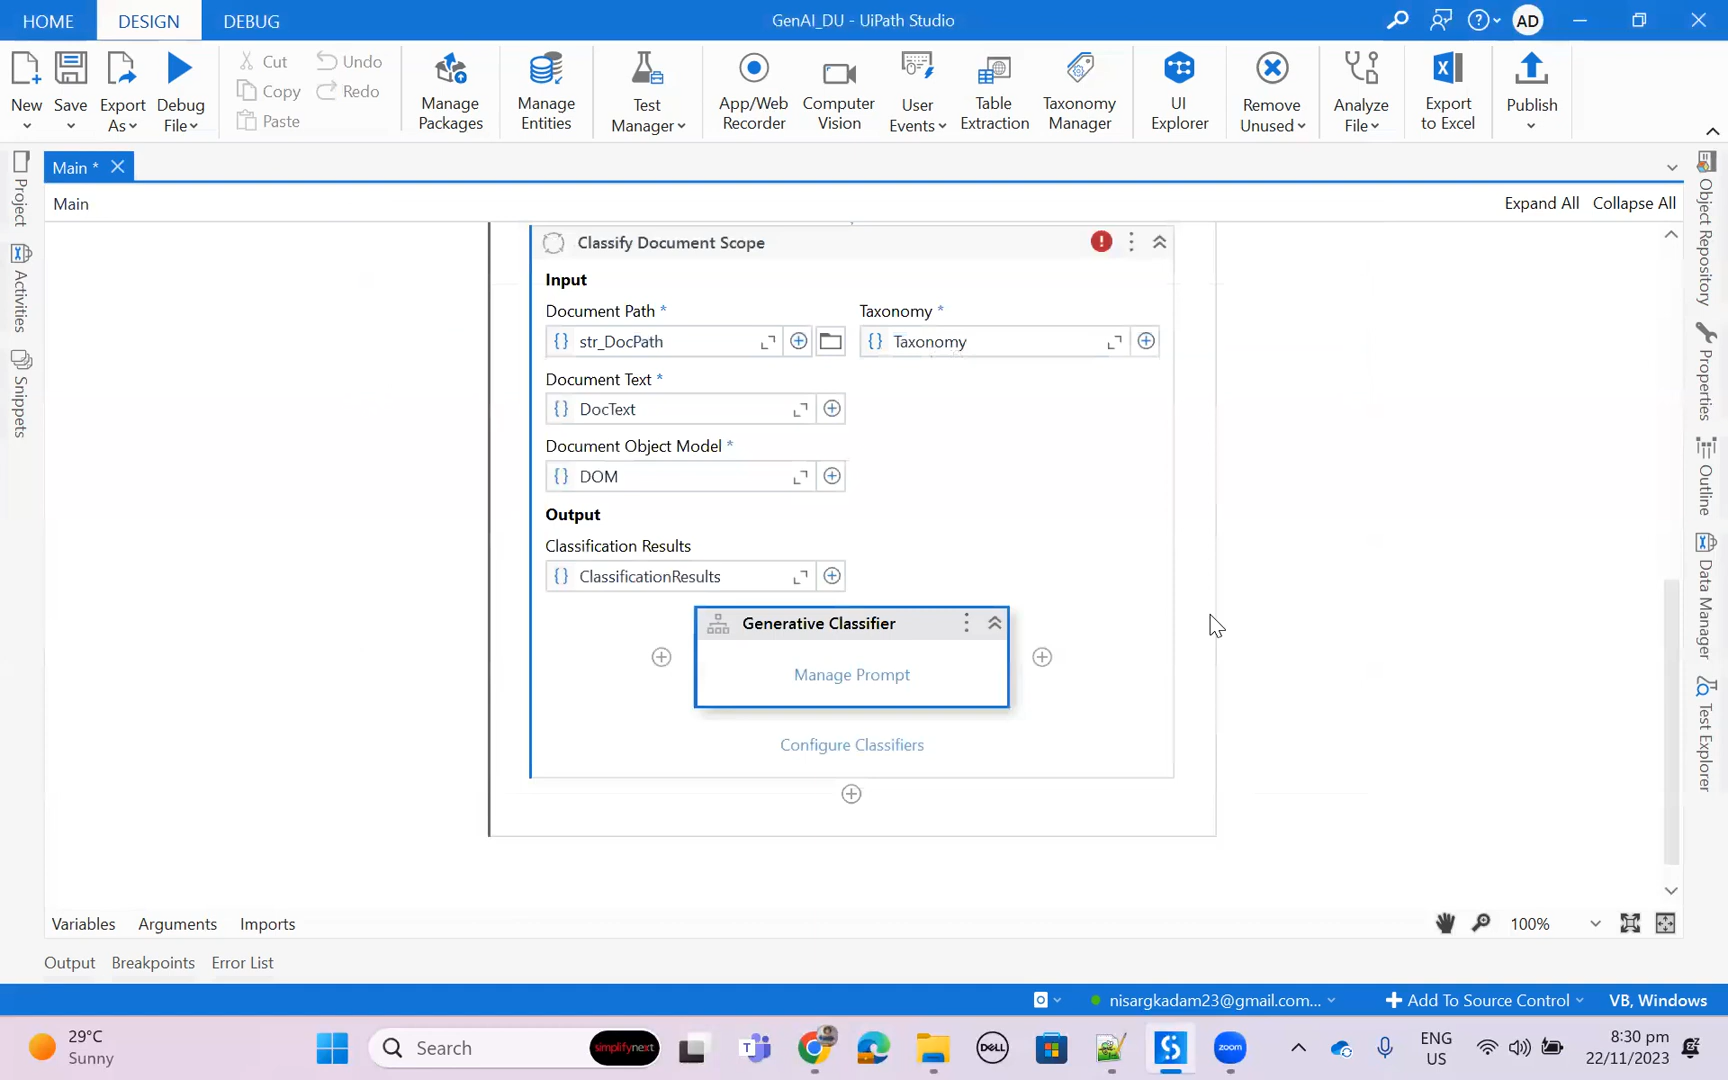 HOME DESIGN DEBUG GenAI_DU - UiPath Studio AD
New Save Export As Debug File
Cut Copy Paste Undo Redo
Manage Packages
Manage Entities
Test Manager
App/Web Recorder
Computer Vision
User Events
Table Extraction
Taxonomy Manager
UI Explorer
Remove Unused
Analyze File
Export to Excel
Publish
Main *
Main Expand All Collapse All
Project
Activities
Snippets
Classify Document Scope
Input
Document Path * Taxonomy *
str_DocPath Taxonomy
Document Text *
DocText
Document Object Model *
DOM
Output
Classification Results
ClassificationResults
Generative Classifier
Manage Prompt
Configure Classifiers
Object Repository
Properties
Outline
Data Manager
Test Explorer
Variables Arguments Imports 100%
Output Breakpoints Error List
nisargkadam23@gmail.com... Add To Source Control VB, Windows
29°C
Sunny
Search simplifynext
DELL
zoom
ENG
US
8:30 pm
22/11/2023